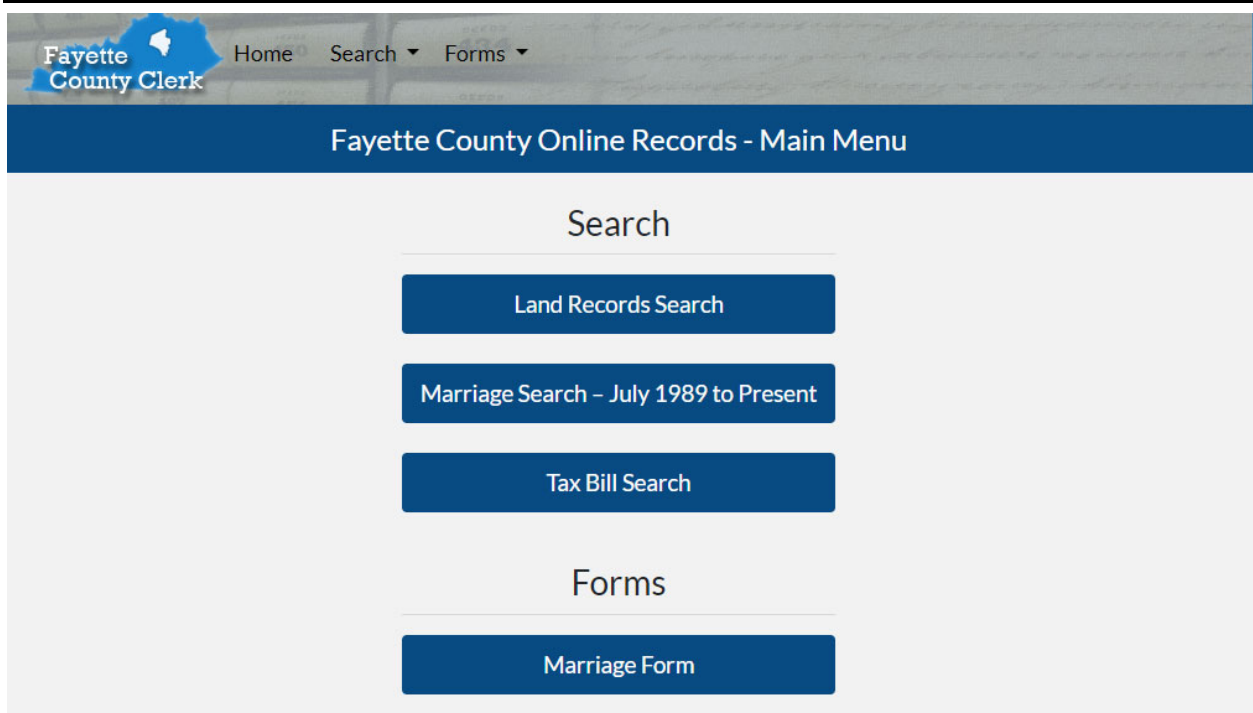 Fayette
County Clerk
Home Search Forms
Fayette County Online Records - Main Menu
Search
Land Records Search
Marriage Search – July 1989 to Present
Tax Bill Search
Forms
Marriage Form